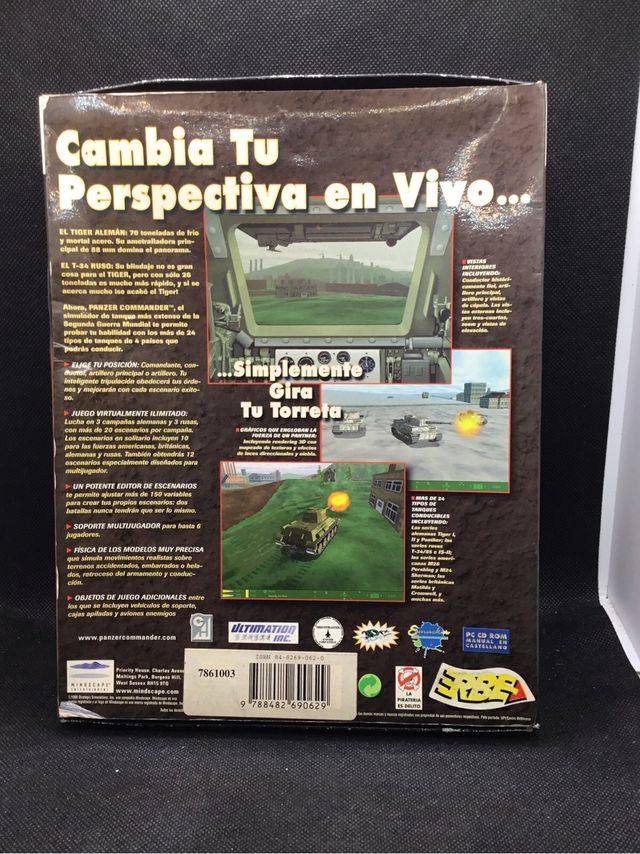 Cambia Tu
Perspectiva en Vivo...
EL TIGER ALEMÁN: 70 toneladas de frío
y mortal acero. Su ametralladora prin-
cipal de 88 mm domina el panorama.
EL T-34 RUSO: Su blindaje no es gran
cosa para el TIGER, pero con sólo 26
toneladas es mucho más rápido, y si se
acerca mucho ¡se acabó el Tiger!
Ahora, PANZER COMMANDER™, el
simulador de tanque más extenso de la
Segunda Guerra Mundial te permite
probar tu habilidad con los más de 24
tipos de tanques de 4 países que
podrás conducir.
ELIGE TU POSICIÓN: Comandante, con-
ductor, artillero principal o artillero. Tu
inteligente tripulación obedecerá tus órde-
nes y mejorarán con cada escenario exito-
so.
JUEGO VIRTUALMENTE ILIMITADO:
Lucha en 3 campañas alemanas y 3 rusas,
con más de 20 escenarios por campaña.
Los escenarios en solitario incluyen 10
para las fuerzas americanas, británicas,
alemanas y rusas. También obtendrás 12
escenarios especialmente diseñados para
multijugador.
UN POTENTE EDITOR DE ESCENARIOS
te permite ajustar más de 150 variables
para crear tus propios escenarios: dos
batallas nunca tendrán que ser lo mismo.
SOPORTE MULTIJUGADOR para hasta 6
jugadores.
FÍSICA DE LOS MODELOS MUY PRECISA
que simula movimientos realistas sobre
terrenos accidentados, embarrados o hela-
dos, retroceso del armamento y conduc-
ción.
OBJETOS DE JUEGO ADICIONALES entre
los que se incluyen vehículos de soporte,
cajas apiladas y aviones enemigos
VISTAS
INTERIORES
INCLUYENDO:
Conductor históri-
camente fiel, arti-
llero principal,
artillero y vistas
de cúpula. Las vis-
tas externas inclu-
yen tres-cuartos,
zoom y vistas de
elevación.
...Simplemente
Gira
Tu Torreta
GRÁFICOS QUE ENGLOBAN LA
FUERZA DE UN PANTHER:
Incluyendo rendering 3D con
mapeado de texturas y efectos
de luces direccionales y niebla.
MAS DE 24
TIPOS DE
TANQUES
CONDUCIBLES
INCLUYENDO:
Las series
alemanas Tiger I,
II y Panther; las
series rusas
T-34/85 e IS-II;
las series ameri-
canas M26
Pershing y M24
Sherman; las
series británicas
Matilda y
Cromwell, y
muchos más.
www.panzercommander.com
ULTIMATION
INC.
PC CD ROM
MANUAL EN
CASTELLANO
MINDSCAPE
ENTERTAINMENT
Priority House, Charles Aven
Maltings Park, Burgess Hill,
West Sussex RH15 9TQ
www.mindscape.com
7861003
ISBN 84-8269-062-0
9 788482 690629
LA
PIRATERIA
ES DELITO
ERBE